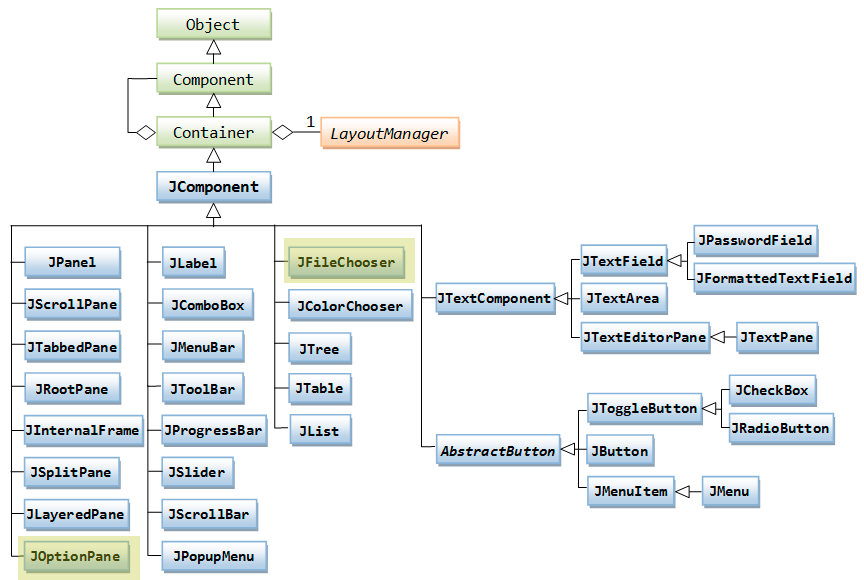 Object
Component
Container
1
LayoutManager
JComponent
JPanel
JScrollPane
JTabbedPane
JRootPane
JInternalFrame
JSplitPane
JLayeredPane
JOptionPane
JLabel
JComboBox
JMenuBar
JToolBar
JProgressBar
JSlider
JScrollBar
JPopupMenu
JFileChooser
JColorChooser
JTree
JTable
JList
JTextComponent
JTextField
JPasswordField
JFormattedTextField
JTextArea
JTextEditorPane
JTextPane
AbstractButton
JToggleButton
JCheckBox
JRadioButton
JButton
JMenuItem
JMenu